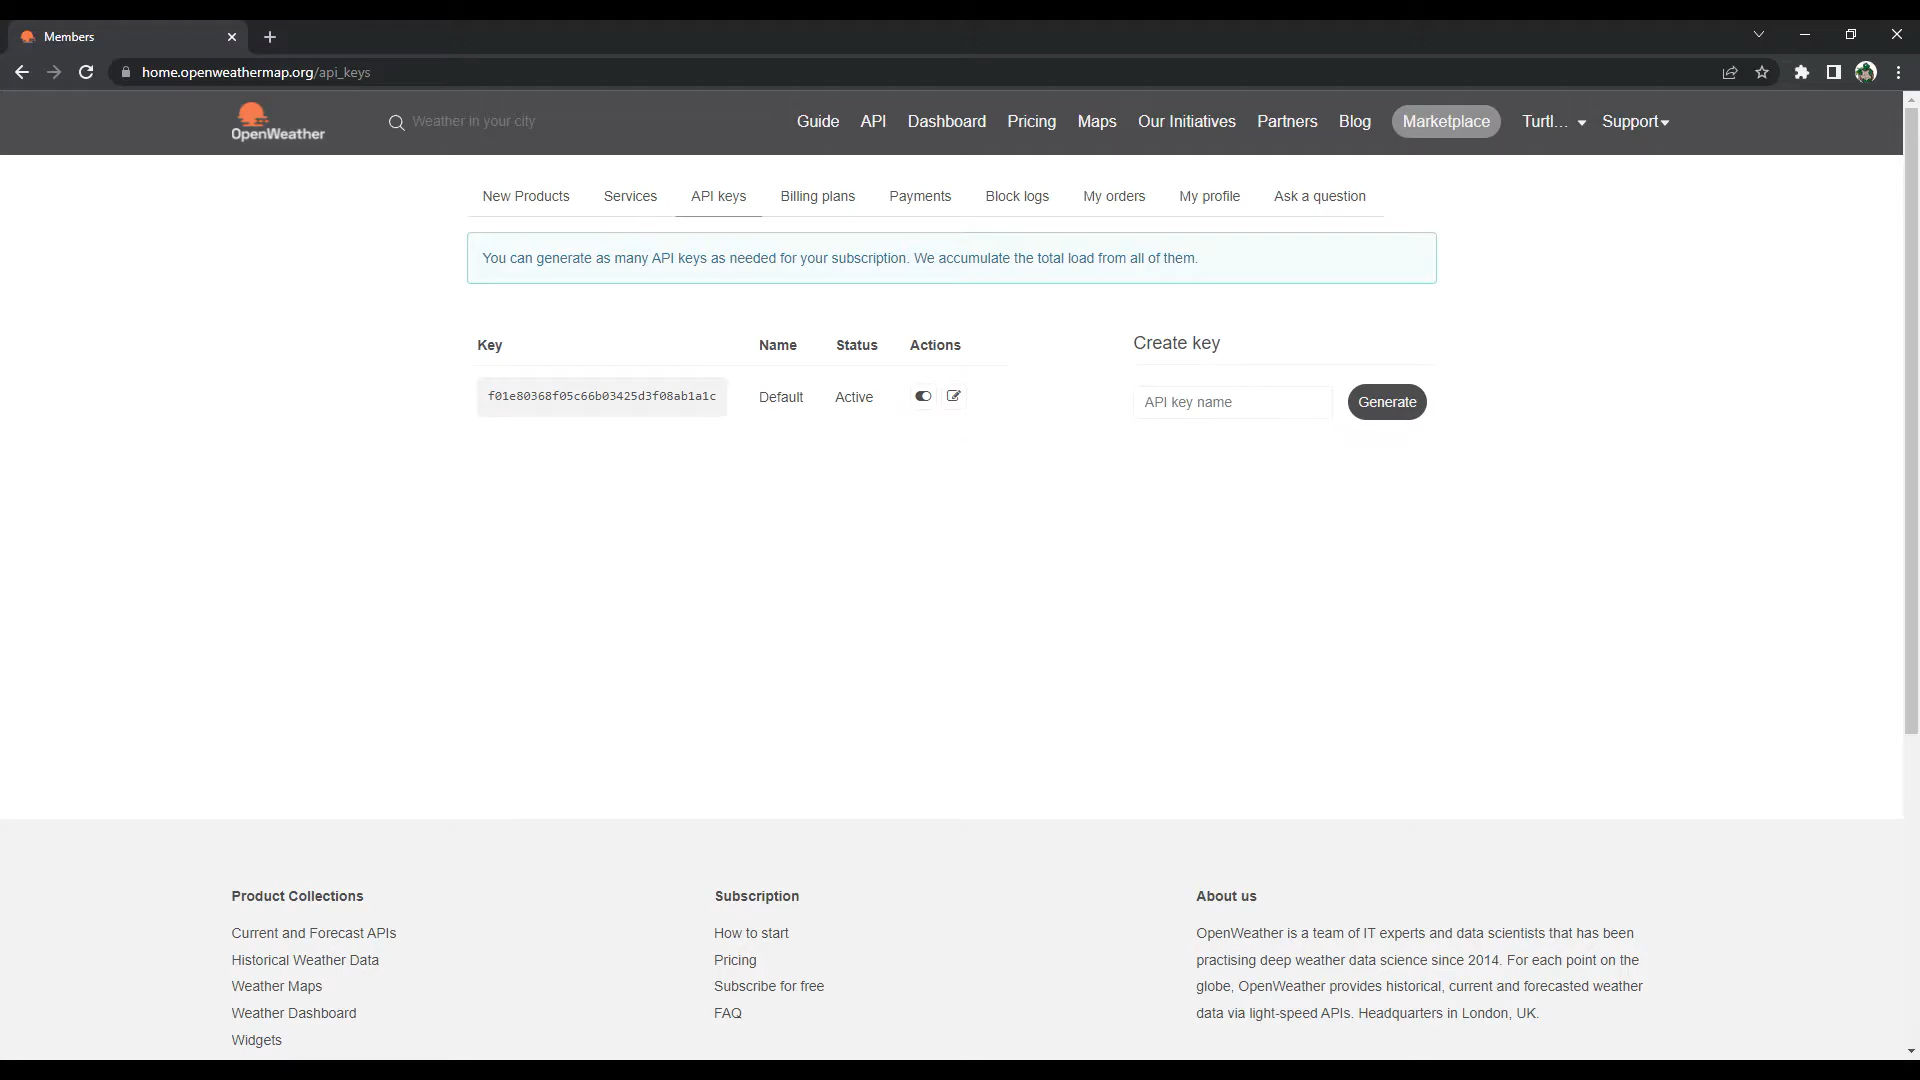 Members
home.openweathermap.org/api_keys
OpenWeather
Weather in your city
Guide API Dashboard Pricing Maps Our Initiatives Partners Blog Marketplace Turtl... Support
New Products Services API keys Billing plans Payments Block logs My orders My profile Ask a question
You can generate as many API keys as needed for your subscription. We accumulate the total load from all of them.
Key Name Status Actions
f01e80368f05c66b03425d3f08ab1a1c Default Active
Create key
API key name Generate
Product Collections
Current and Forecast APIs
Historical Weather Data
Weather Maps
Weather Dashboard
Widgets
Subscription
How to start
Pricing
Subscribe for free
FAQ
About us
OpenWeather is a team of IT experts and data scientists that has been
practising deep weather data science since 2014. For each point on the
globe, OpenWeather provides historical, current and forecasted weather
data via light-speed APIs. Headquarters in London, UK.